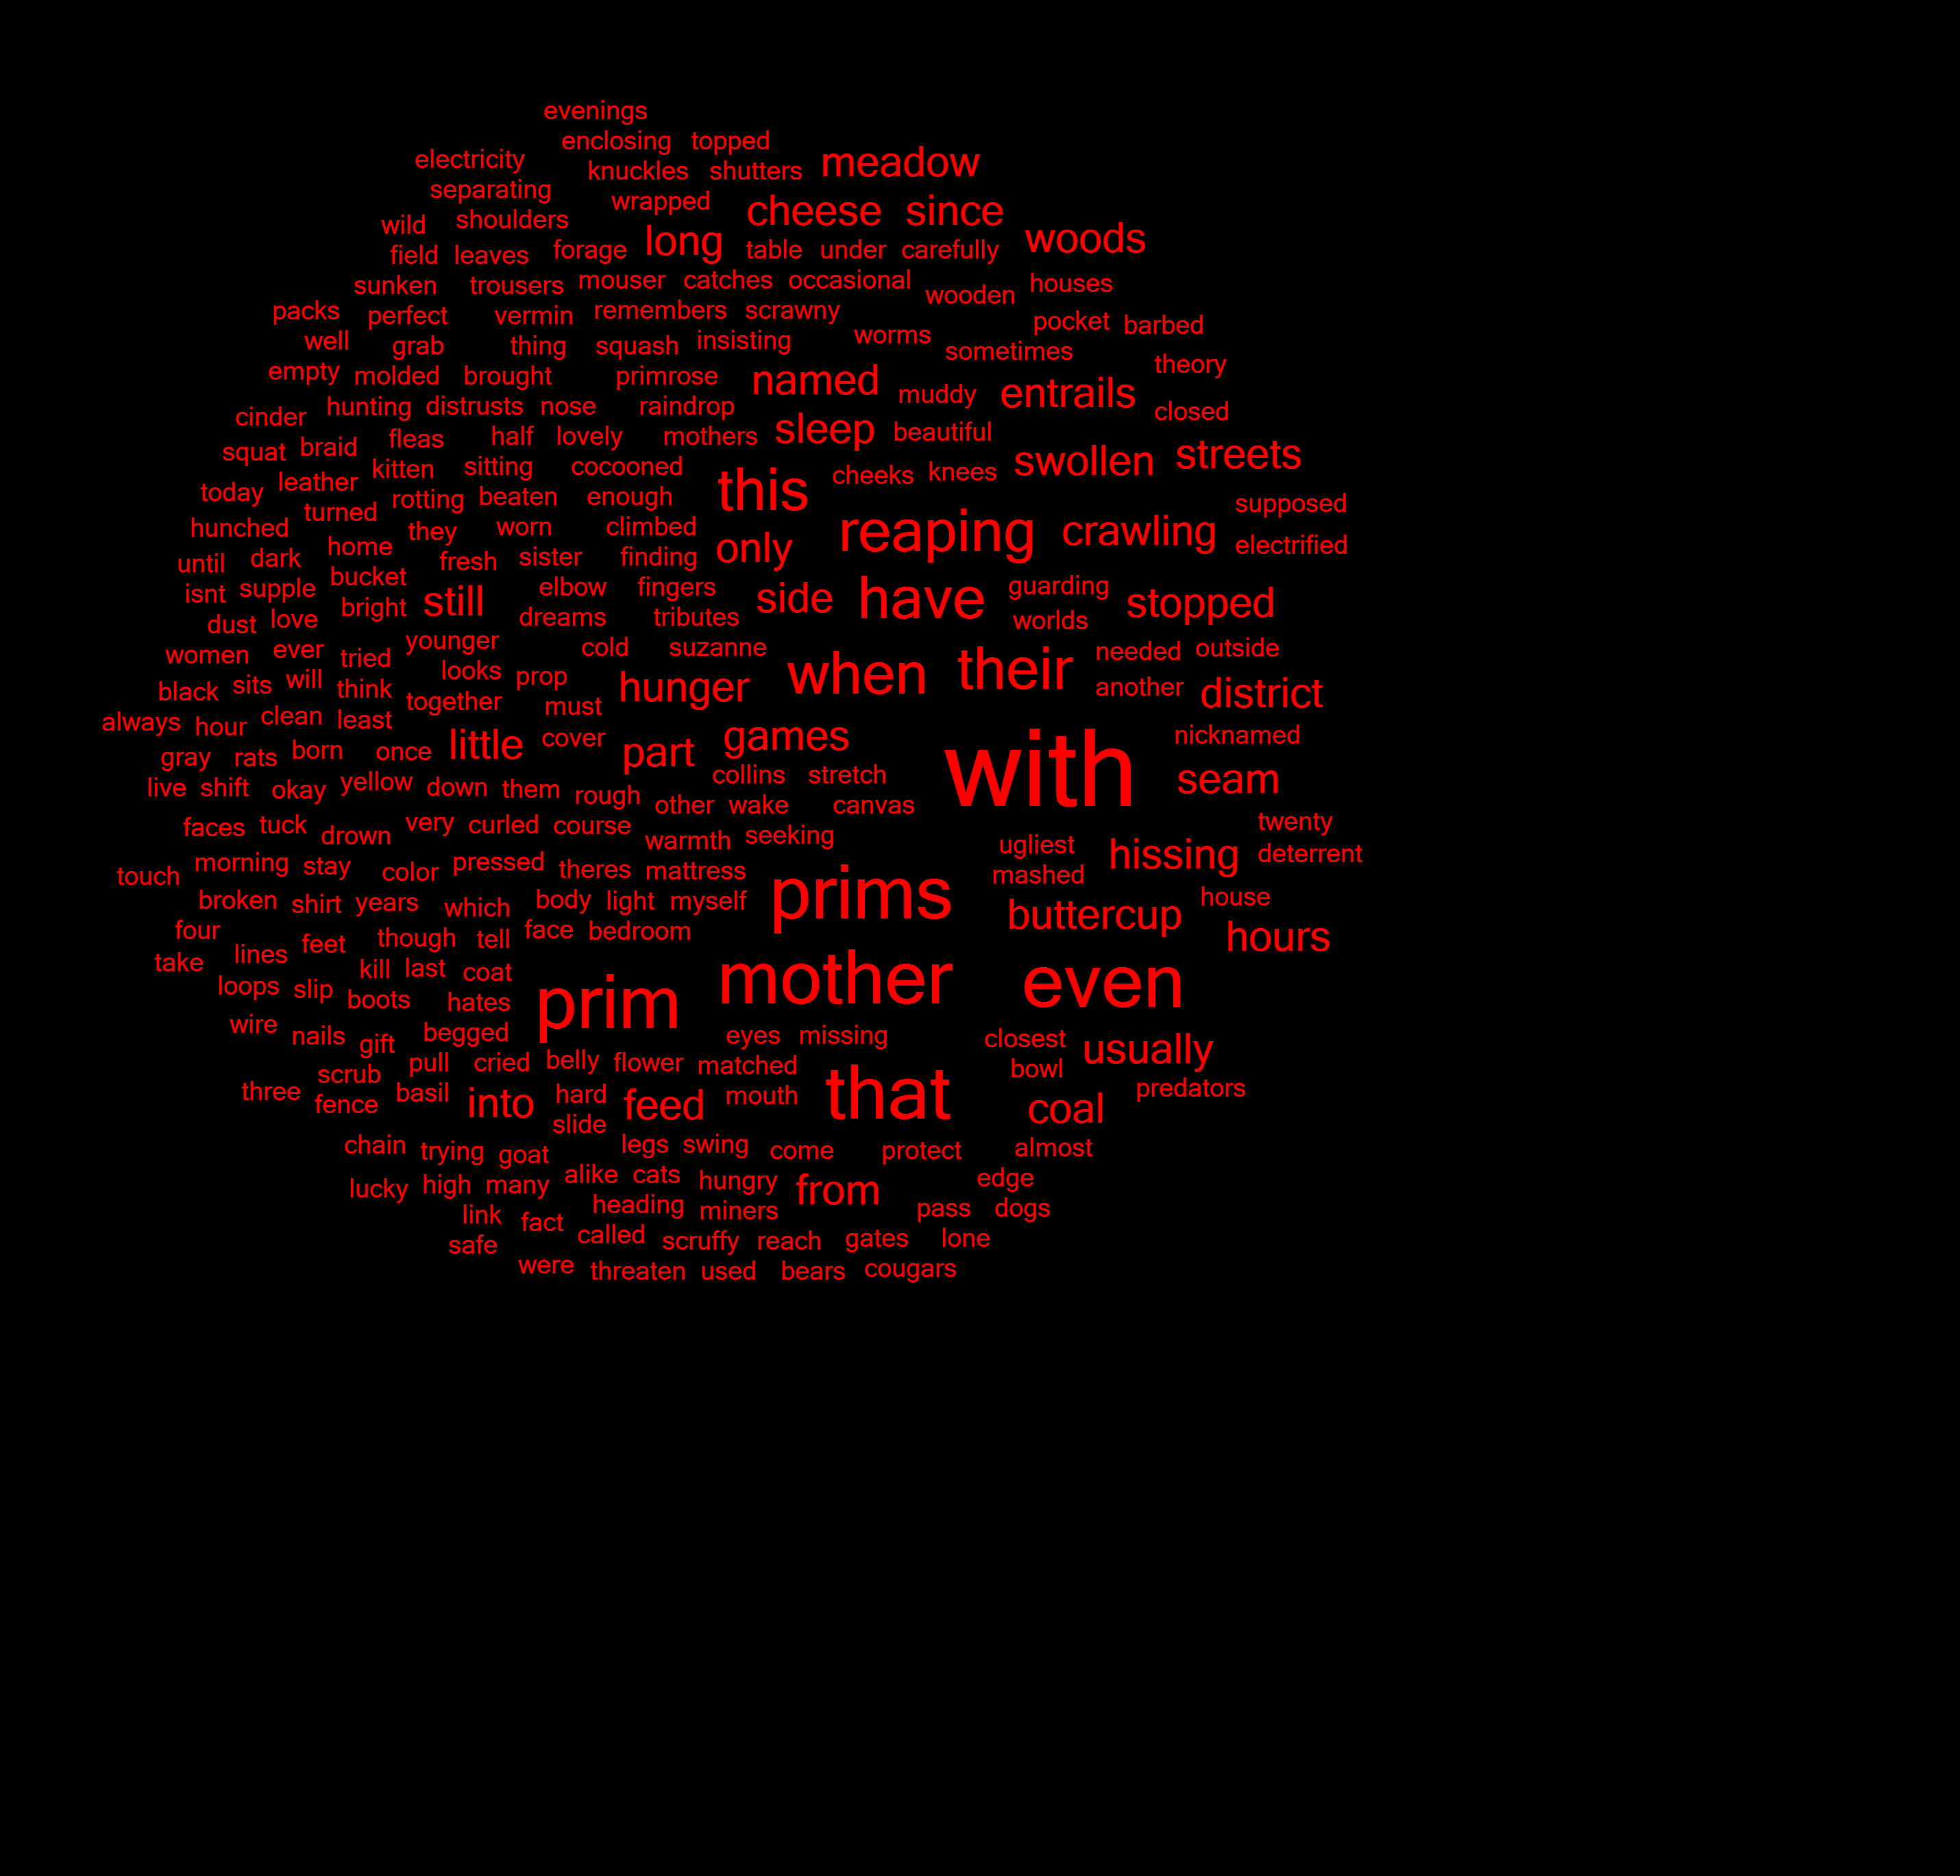 evenings
enclosing topped
electricity knuckles shutters meadow
separating wrapped cheese since
wild shoulders long table under carefully woods
field leaves forage
sunken trousers mouser catches occasional wooden houses
packs perfect vermin remembers scrawny pocket barbed
well grab thing squash insisting worms sometimes theory
empty molded brought primrose named muddy entrails closed
cinder hunting distrusts nose raindrop
squat braid fleas half lovely mothers sleep beautiful swollen streets
kitten sitting cocooned cheeks knees
today leather rotting beaten enough this supposed
hunched turned they worn climbed reaping crawling electrified
until dark home fresh sister finding only
isnt supple bucket elbow fingers side have guarding stopped
dust love bright still dreams tributes worlds
women ever tried younger cold suzanne when their needed outside
black sits will think looks prop hunger another district
always hour clean least together must
gray rats born once little cover part games with nicknamed
live shift okay yellow down them rough collins stretch seam
other wake canvas
faces tuck drown very curled course warmth seeking ugliest hissing twenty
touch morning stay color pressed theres mattress mashed deterrent
broken shirt years which body light myself prims buttercup house
four lines feet though tell face bedroom hours
take loops slip kill last coat mother even
boots hates prim
wire nails gift begged eyes missing closest usually
scrub pull cried belly flower matched bowl
three fence basil into hard feed mouth that coal predators
slide
chain trying goat legs swing come protect almost
lucky high many alike cats hungry from edge
link fact heading miners pass dogs
safe called scruffy reach gates lone
were threaten used bears cougars